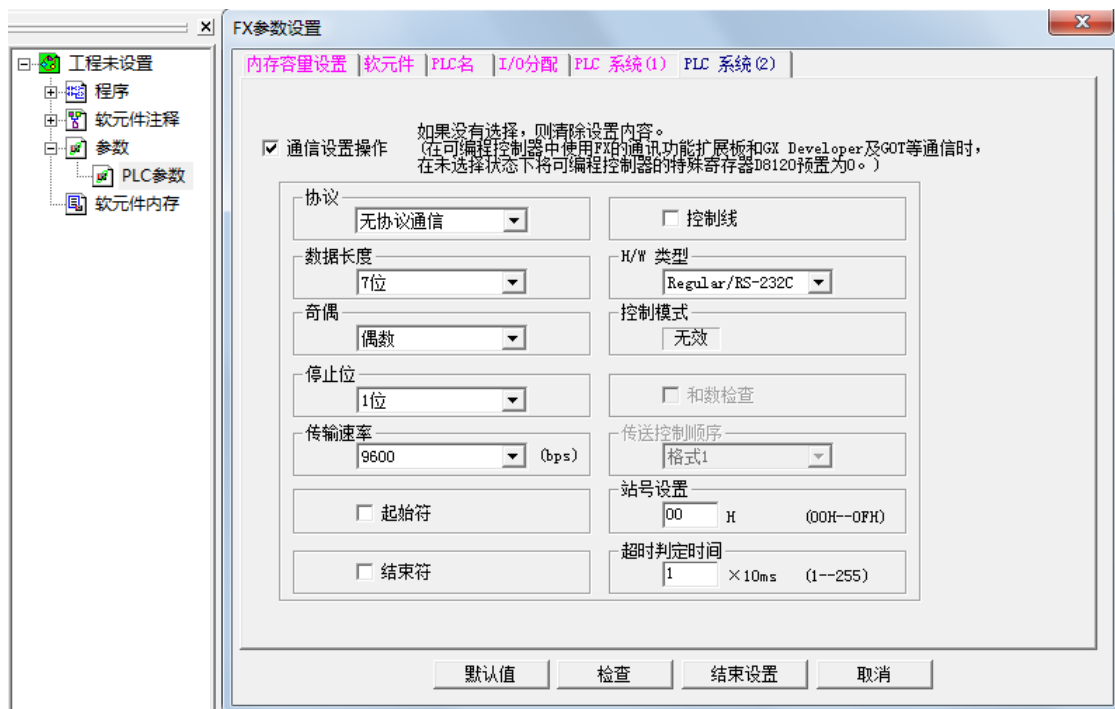 FX参数设置
工程未设置
程序
软元件注释
参数
PLC参数
软元件内存
内存容量设置 软元件 PLC名 I/O分配 PLC 系统(1) PLC 系统(2)
通信设置操作
如果没有选择，则清除设置内容。
(在可编程控制器中使用FX的通讯功能扩展板和GX Developer及GOT等通信时，
在未选择状态下将可编程控制器的特殊寄存器D8120预置为0。)
协议
无协议通信
控制线
数据长度
7位
H/W 类型
Regular/RS-232C
奇偶
偶数
控制模式
无效
停止位
1位
和数检查
传输速率
9600 (bps)
传送控制顺序
格式1
起始符
站号设置
00 H (00H--0FH)
结束符
超时判定时间
1 ×10ms (1--255)
默认值 检查 结束设置 取消